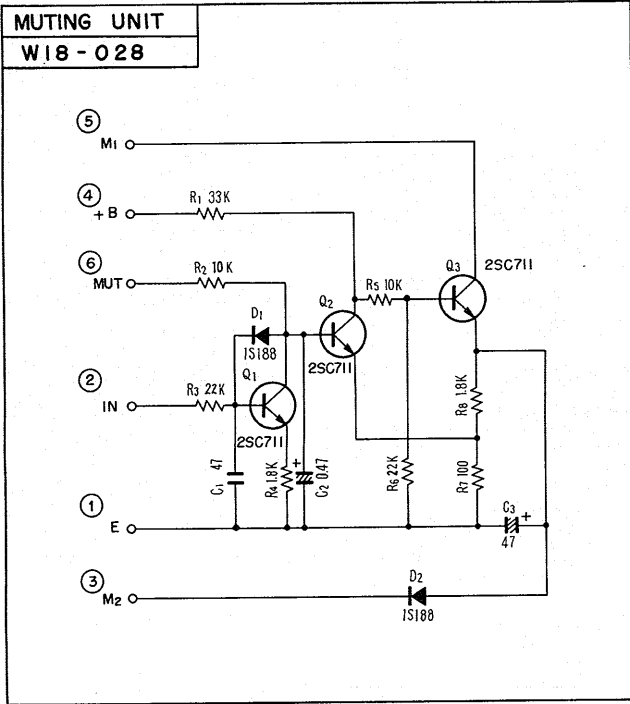 MUTING UNIT
W18-028
5
M1
4
+B
R1 33K
6
MUT
R2 10K
Q3
2SC711
R5 10K
Q2
D1
1S188
2SC711
2
IN
R3 22K
Q1
2SC711
R8 1.8K
47
C1
R4 1.8K
+
C2 0.47
R6 22K
R7 100
1
E
C3
+
47
3
M2
D2
1S188